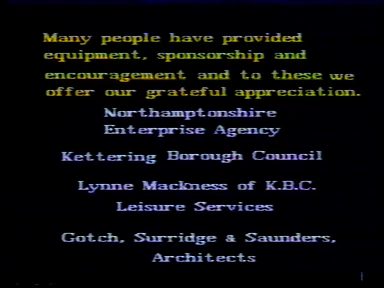 Many people have provided
equipment, sponsorship and
encouragement and to these we
offer our grateful appreciation.
Northamptonshire
Enterprise Agency
Kettering Borough Council
Lynne Mackness of K.B.C.
Leisure Services
Gotch, Surridge & Saunders,
Architects